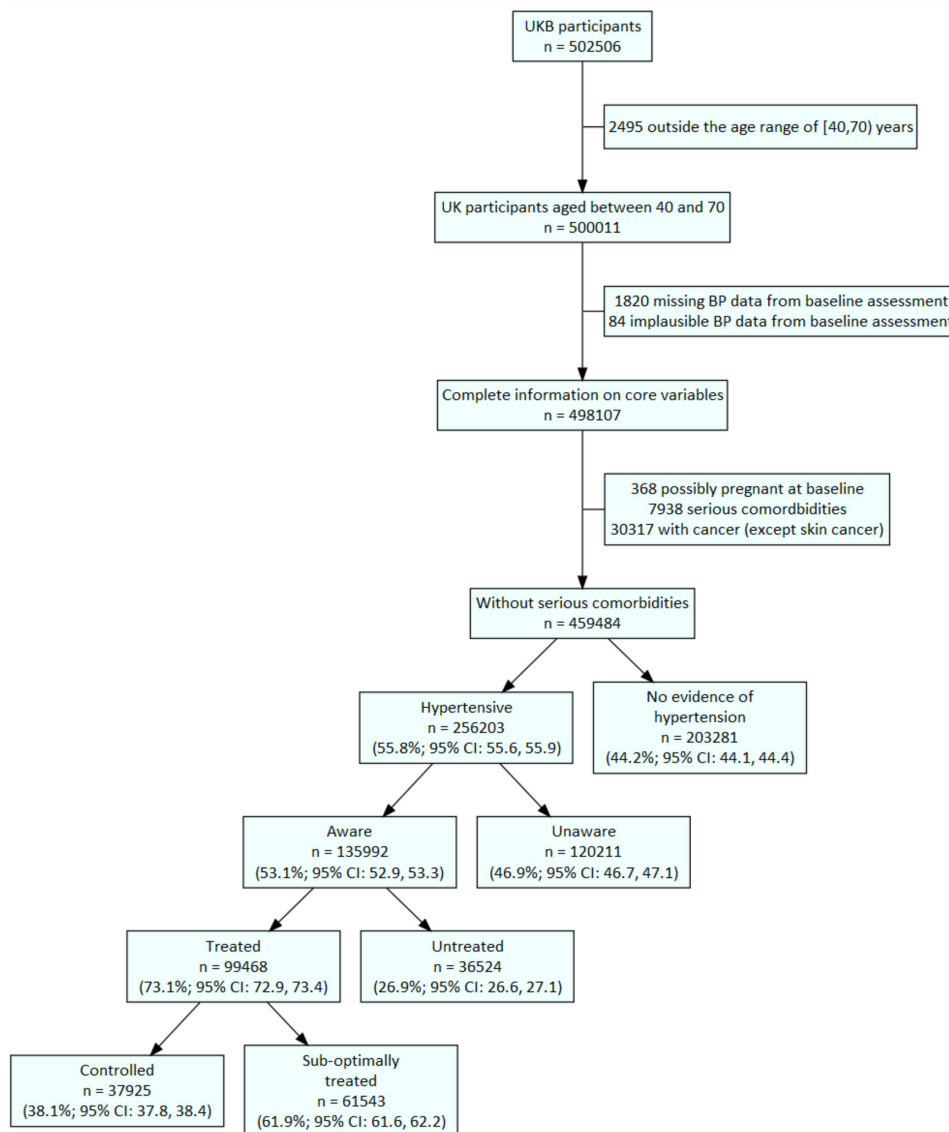 UKB participants
n = 502506
2495 outside the age range of [40,70) years
UK participants aged between 40 and 70
n = 500011
1820 missing BP data from baseline assessment
84 implausible BP data from baseline assessment
Complete information on core variables
n = 498107
368 possibly pregnant at baseline
7938 serious comordbidities
30317 with cancer (except skin cancer)
Without serious comorbidities
n = 459484
Hypertensive
n = 256203
(55.8%; 95% CI: 55.6, 55.9)
No evidence of
hypertension
n = 203281
(44.2%; 95% CI: 44.1, 44.4)
Aware
n = 135992
(53.1%; 95% CI: 52.9, 53.3)
Unaware
n = 120211
(46.9%; 95% CI: 46.7, 47.1)
Treated
n = 99468
(73.1%; 95% CI: 72.9, 73.4)
Untreated
n = 36524
(26.9%; 95% CI: 26.6, 27.1)
Controlled
n = 37925
(38.1%; 95% CI: 37.8, 38.4)
Sub-optimally
treated
n = 61543
(61.9%; 95% CI: 61.6, 62.2)